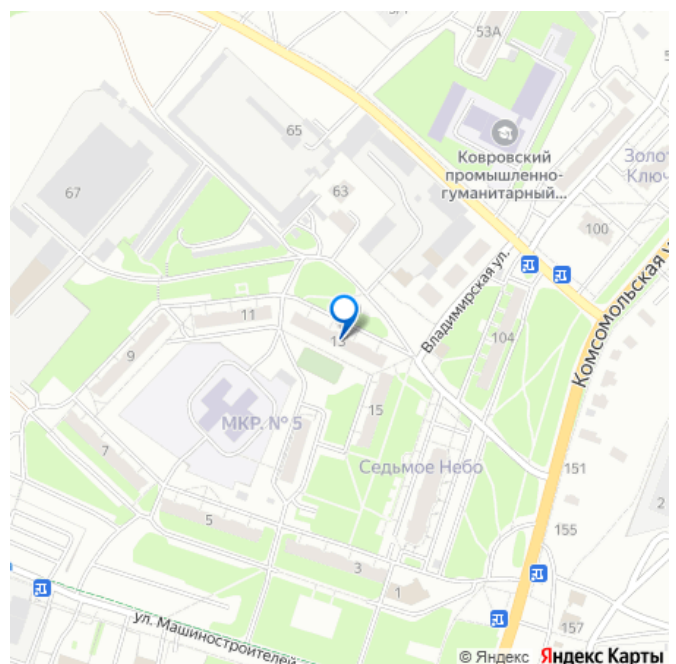 53А
65
Ковровский
промышленно-
гуманитарный...
Золот
Ключ
67
63
100
Владимирская ул.
Комсомольская у
11
13
104
9
15
МКР. № 5
Седьмое Небо
7
151
2
5
155
3
1
157
ул. Машиностроителей
© Яндекс Яндекс Карты